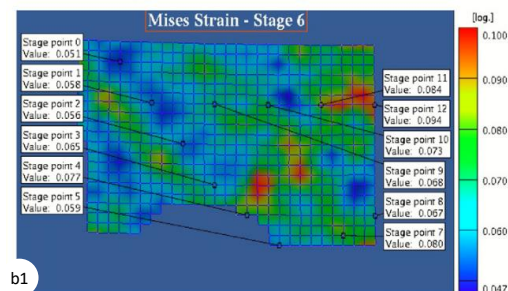 Mises Strain - Stage 6
[log.]
0.100
0.090
0.080
0.070
0.060
0.047
Stage point 0
Value: 0.051
Stage point 1
Value: 0.058
Stage point 2
Value: 0.056
Stage point 3
Value: 0.065
Stage point 4
Value: 0.077
Stage point 5
Value: 0.059
Stage point 11
Value: 0.084
Stage point 12
Value: 0.094
Stage point 10
Value: 0.073
Stage point 9
Value: 0.068
Stage point 8
Value: 0.067
Stage point 7
Value: 0.080
b1